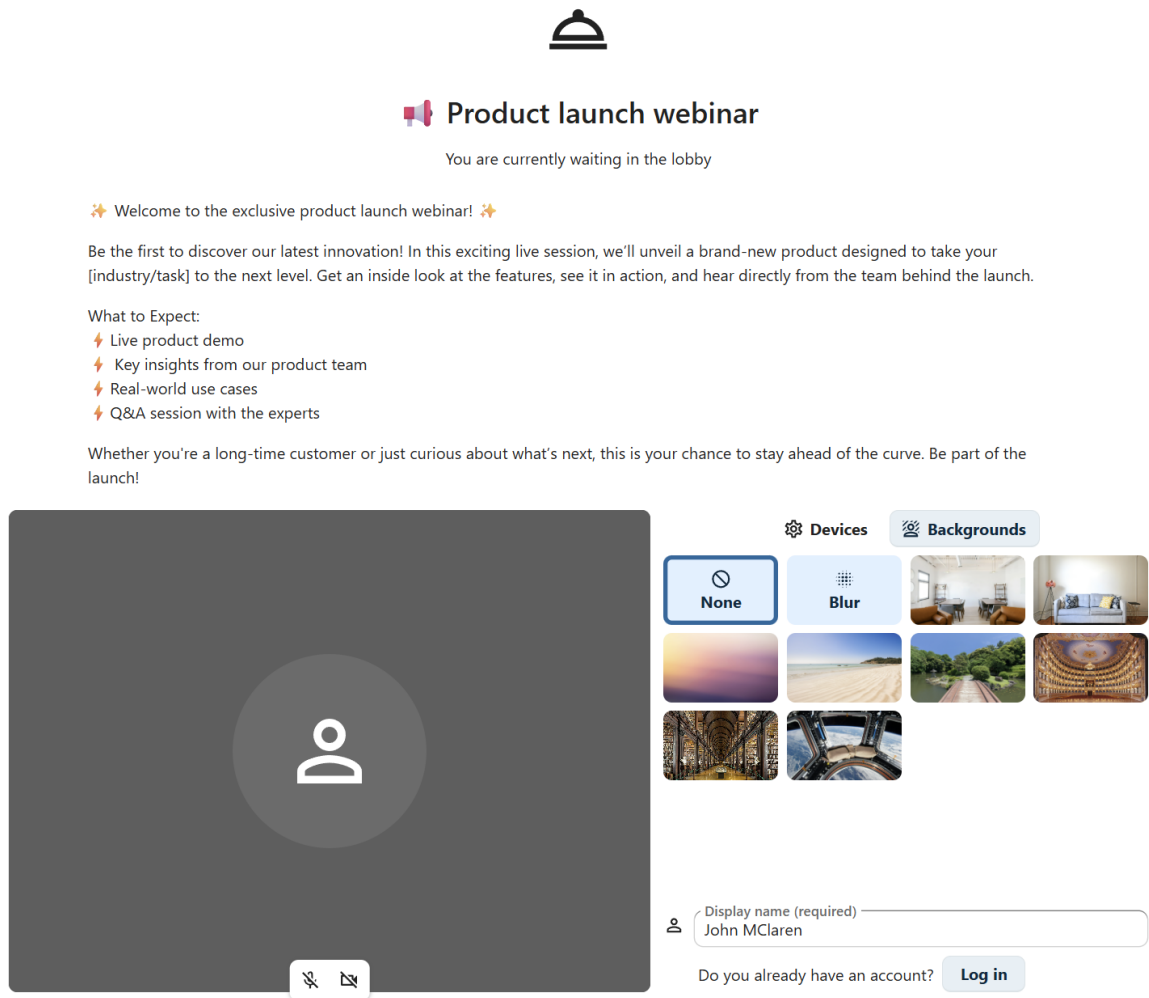 Product launch webinar
You are currently waiting in the lobby
✨ Welcome to the exclusive product launch webinar! ✨
Be the first to discover our latest innovation! In this exciting live session, we’ll unveil a brand-new product designed to take your
[industry/task] to the next level. Get an inside look at the features, see it in action, and hear directly from the team behind the launch.
What to Expect:
⚡ Live product demo
⚡ Key insights from our product team
⚡ Real-world use cases
⚡ Q&A session with the experts
Whether you're a long-time customer or just curious about what’s next, this is your chance to stay ahead of the curve. Be part of the
launch!
Devices
Backgrounds
None
Blur
Display name (required)
John MClaren
Do you already have an account?
Log in